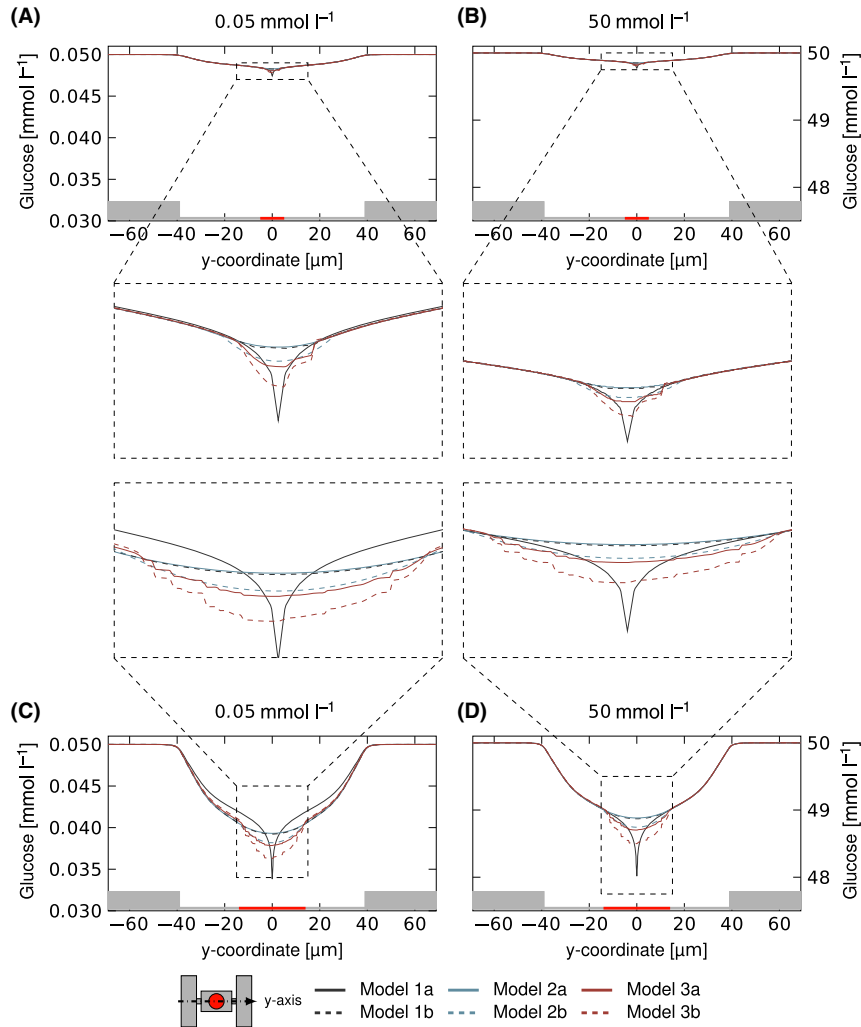 (A) 0.05 mmol l⁻¹
(B) 50 mmol l⁻¹
Glucose [mmol l⁻¹]
0.050
0.045
0.040
0.035
0.030
−60 −40 −20 0 20 40 60
y-coordinate [μm]
−60 −40 −20 0 20 40 60
y-coordinate [μm]
50
49
48
Glucose [mmol l⁻¹]
(C) 0.05 mmol l⁻¹
(D) 50 mmol l⁻¹
Glucose [mmol l⁻¹]
0.050
0.045
0.040
0.035
0.030
−60 −40 −20 0 20 40 60
y-coordinate [μm]
−60 −40 −20 0 20 40 60
y-coordinate [μm]
50
49
48
Glucose [mmol l⁻¹]
y-axis
Model 1a Model 2a Model 3a
Model 1b Model 2b Model 3b